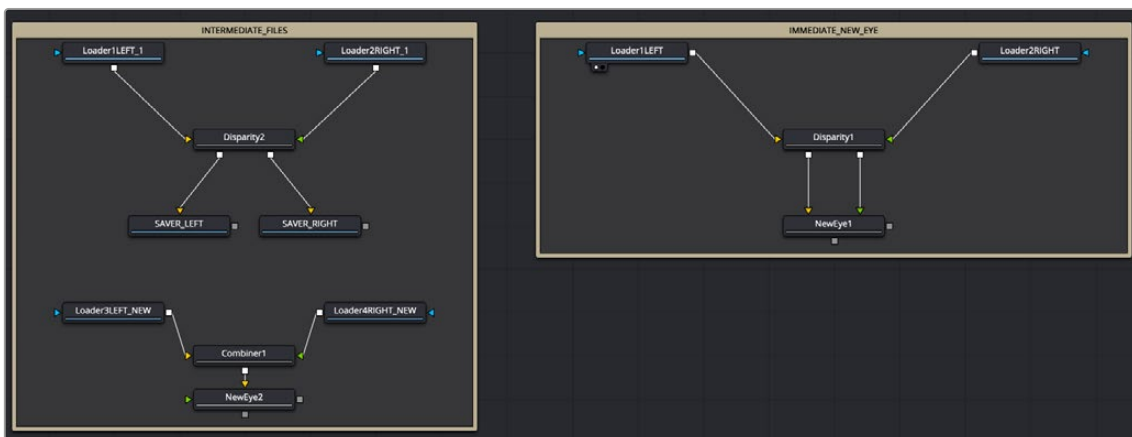 INTERMEDIATE_FILES
Loader1LEFT_1
Loader2RIGHT_1
Disparity2
SAVER_LEFT
SAVER_RIGHT
Loader3LEFT_NEW
Loader4RIGHT_NEW
Combiner1
NewEye2
IMMEDIATE_NEW_EYE
Loader1LEFT
Loader2RIGHT
Disparity1
NewEye1